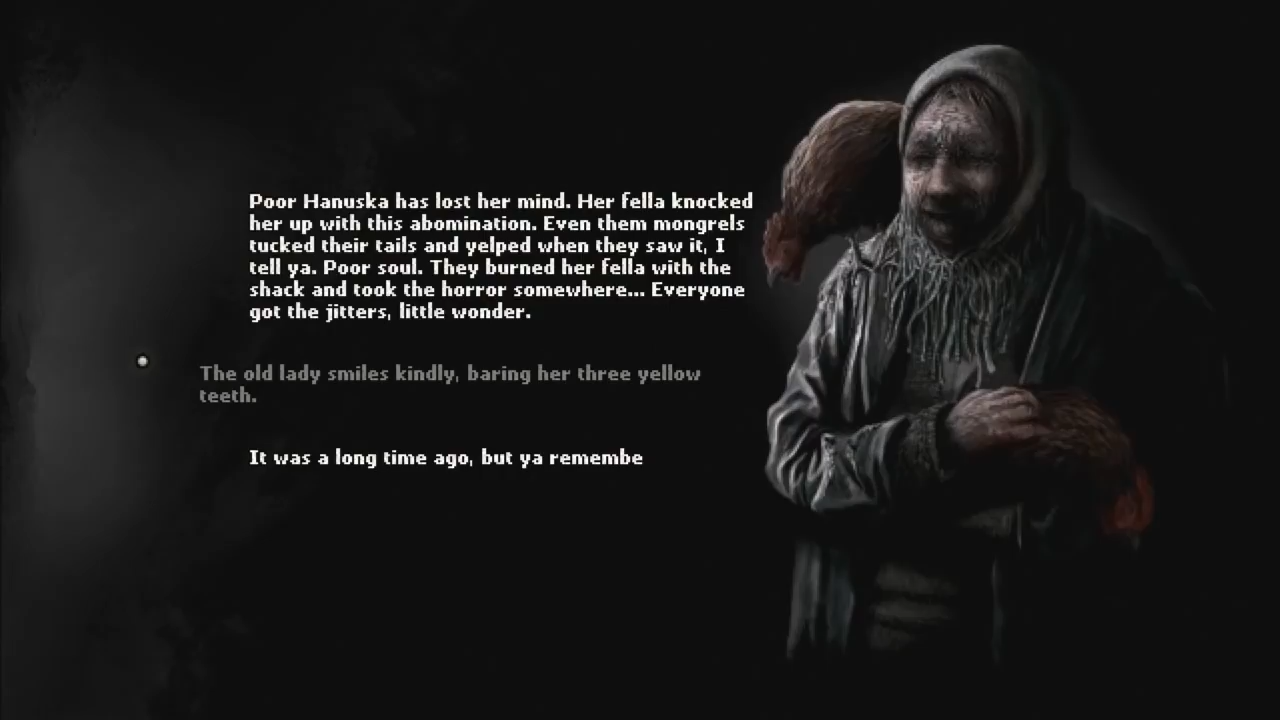 Poor Hanuska has lost her mind. Her fella knocked
her up with this abomination. Even them mongrels
tucked their tails and yelped when they saw it, I
tell ya. Poor soul. They burned her fella with the
shack and took the horror somewhere... Everyone
got the jitters, little wonder.
The old lady smiles kindly, baring her three yellow
teeth.
It was a long time ago, but ya remembe